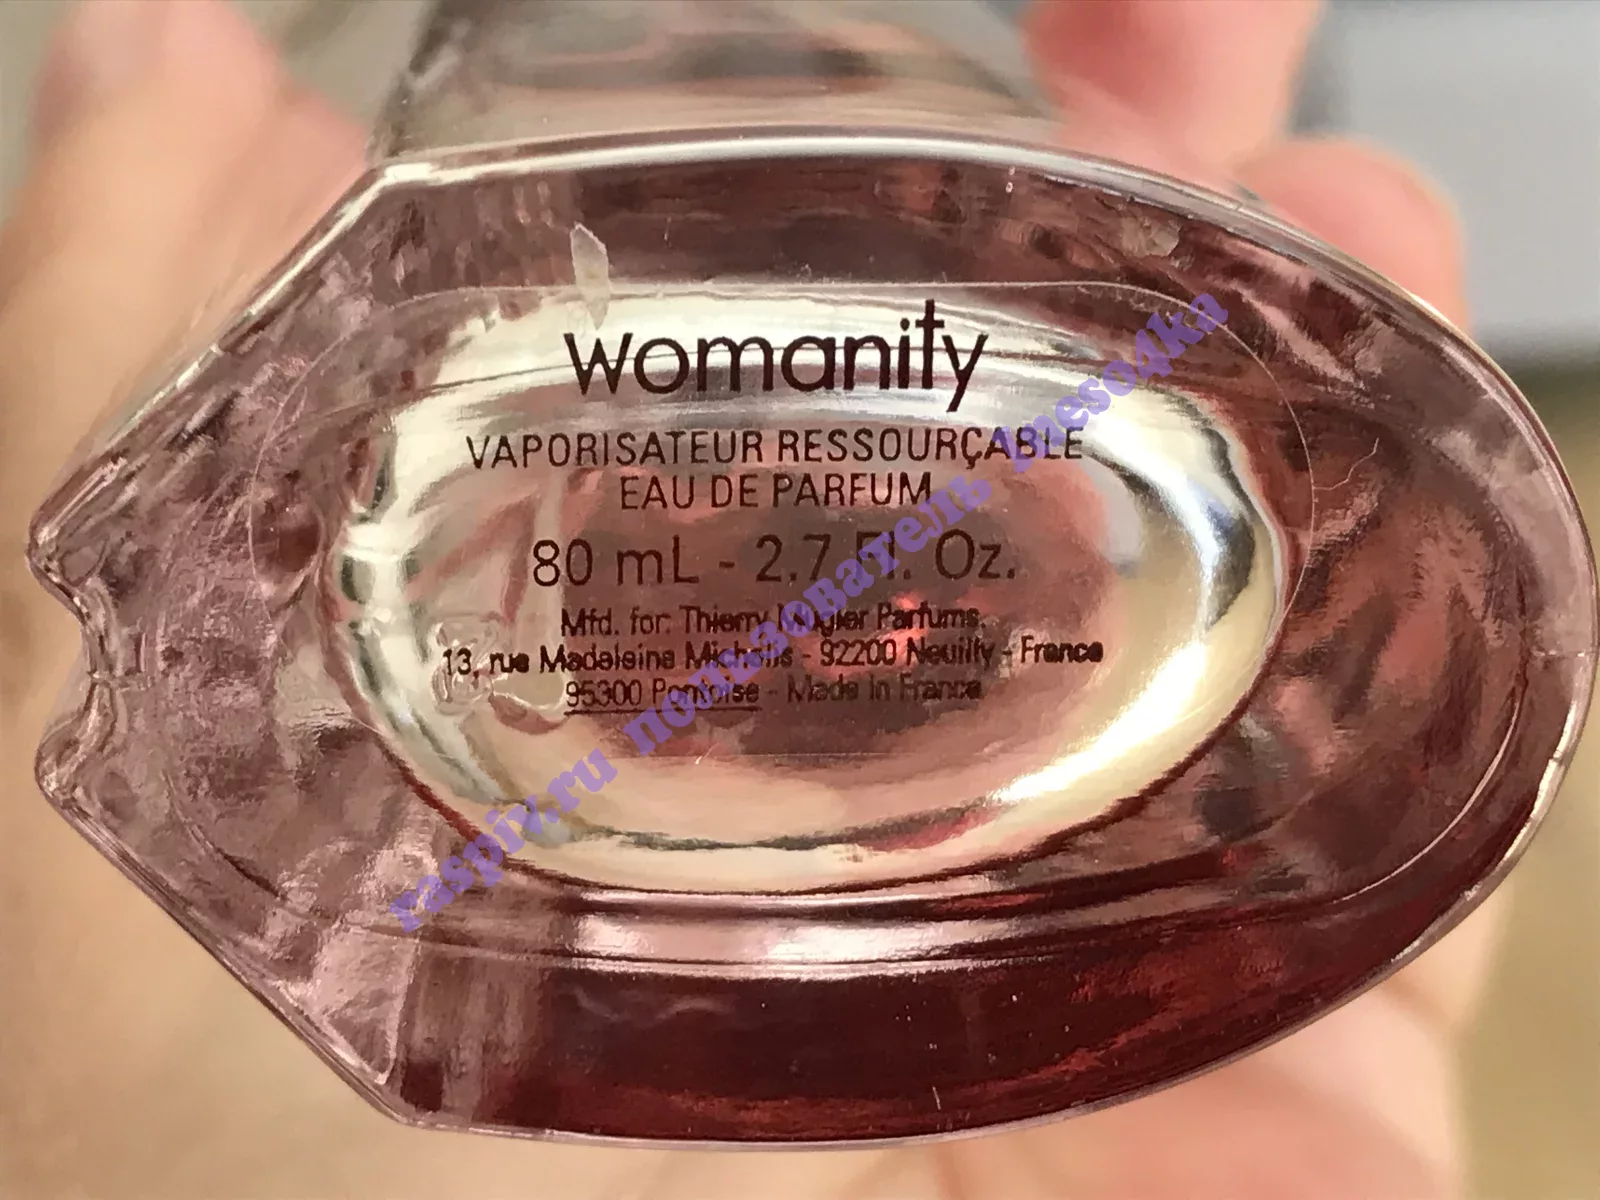 womanity
VAPORISATEUR RESSOURÇABLE
EAU DE PARFUM
80 mL - 2.7 Fl. Oz.
Mfd. for: Thierry Mugler Parfums.
13, rue Madeleine Michelis - 92200 Neuilly - France
95300 Pontoise - Made in France
raspiv.ru пользователь meso4ka